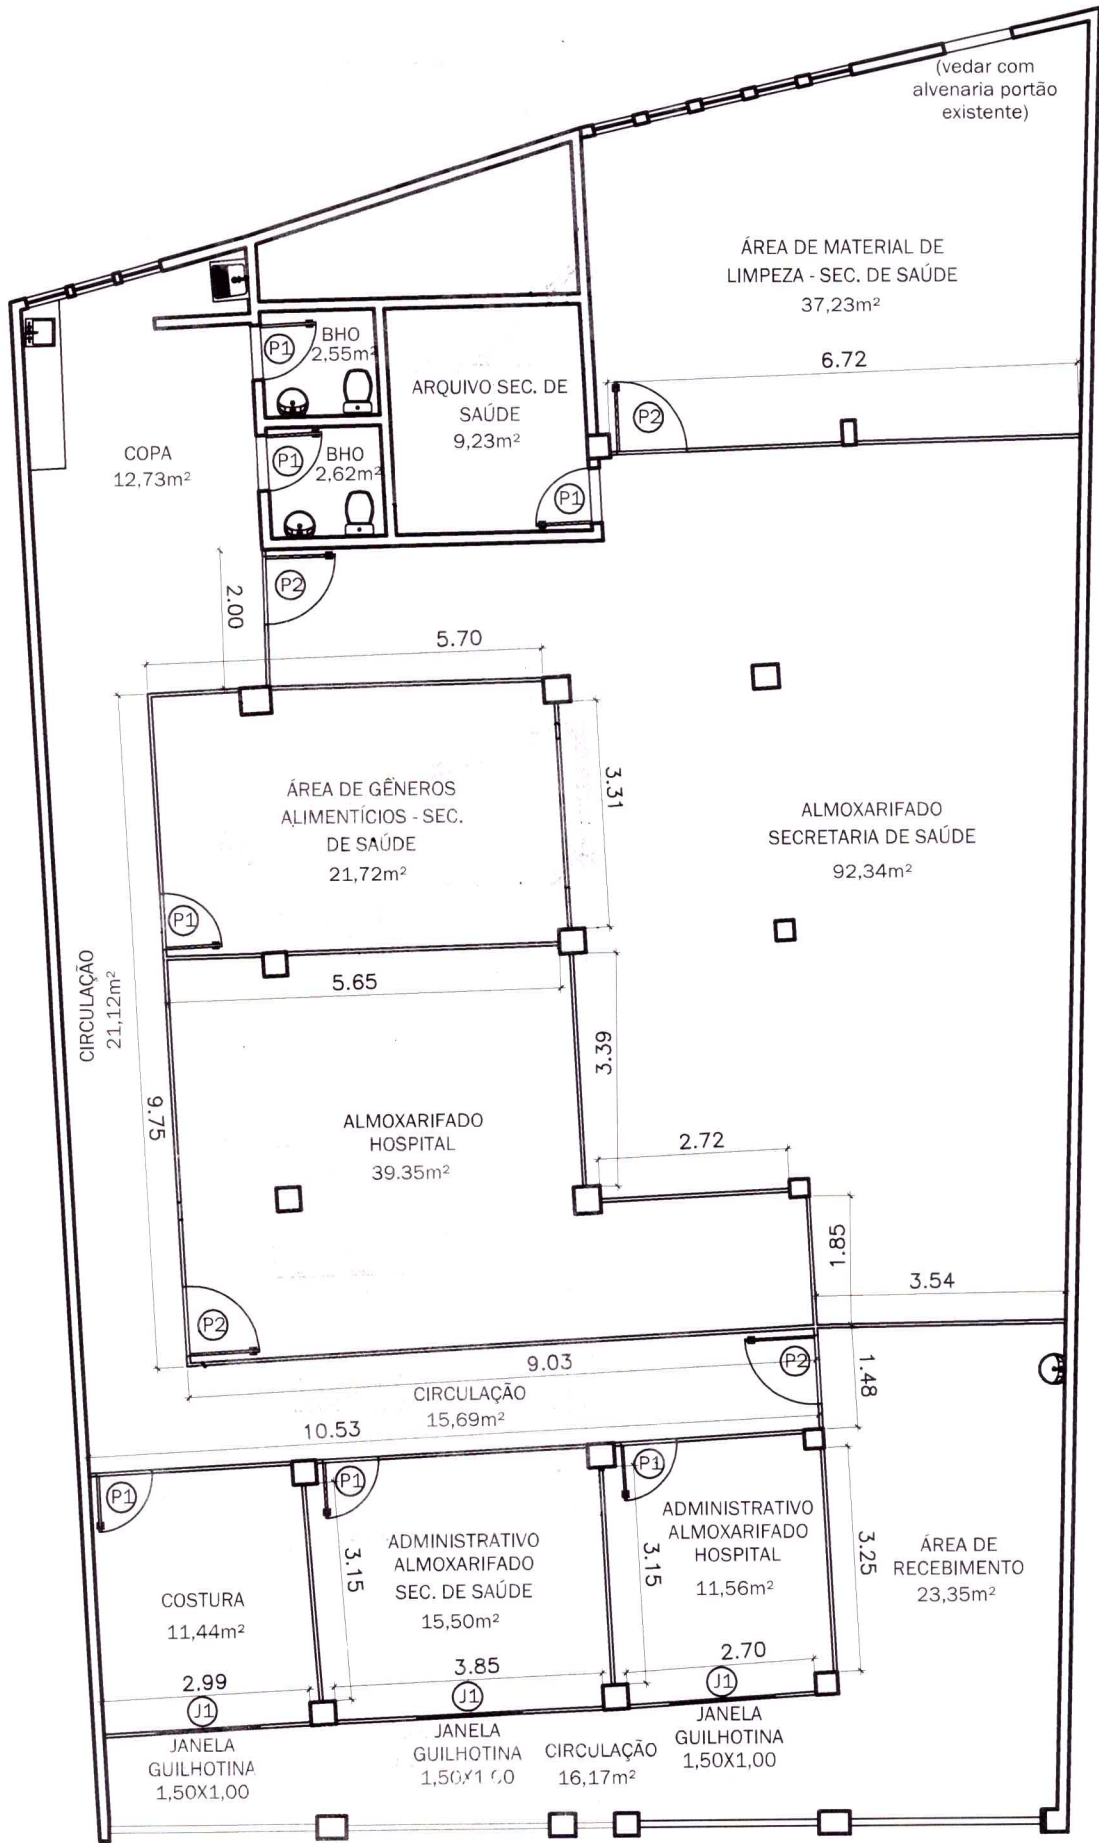 (vedar com
alvenaria portão
existente)
ÁREA DE MATERIAL DE
LIMPEZA - SEC. DE SAÚDE
37,23m²
6.72
P2
P1
BHO
2,55m²
ARQUIVO SEC. DE
SAÚDE
9,23m²
P1
BHO
2,62m²
P1
COPA
12,73m²
P2
2.00
5.70
ÁREA DE GÊNEROS
ALIMENTÍCIOS - SEC.
DE SAÚDE
21,72m²
3.31
ALMOXARIFADO
SECRETARIA DE SAÚDE
92,34m²
P1
CIRCULAÇÃO
21,12m²
5.65
3.39
9.75
ALMOXARIFADO
HOSPITAL
39.35m²
2.72
1.85
3.54
P2
9.03
P2
1.48
CIRCULAÇÃO
15,69m²
10.53
P1
P1
P1
COSTURA
11,44m²
2.99
J1
3.15
ADMINISTRATIVO
ALMOXARIFADO
SEC. DE SAÚDE
15,50m²
3.85
J1
3.15
ADMINISTRATIVO
ALMOXARIFADO
HOSPITAL
11,56m²
2.70
J1
3.25
ÁREA DE
RECEBIMENTO
23,35m²
JANELA
GUILHOTINA
1,50X1,00
JANELA
GUILHOTINA
1,50X1,00
CIRCULAÇÃO
16,17m²
JANELA
GUILHOTINA
1,50X1,00